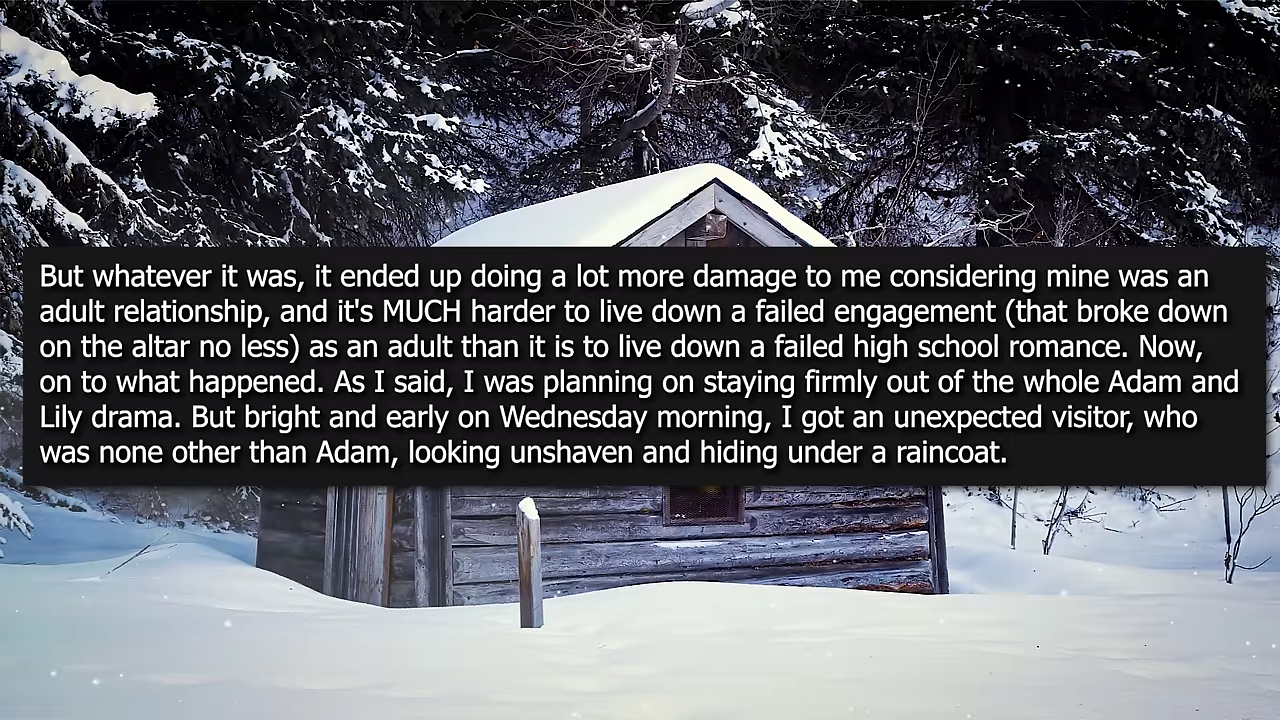 But whatever it was, it ended up doing a lot more damage to me considering mine was an
adult relationship, and it's MUCH harder to live down a failed engagement (that broke down
on the altar no less) as an adult than it is to live down a failed high school romance. Now,
on to what happened. As I said, I was planning on staying firmly out of the whole Adam and
Lily drama. But bright and early on Wednesday morning, I got an unexpected visitor, who
was none other than Adam, looking unshaven and hiding under a raincoat.